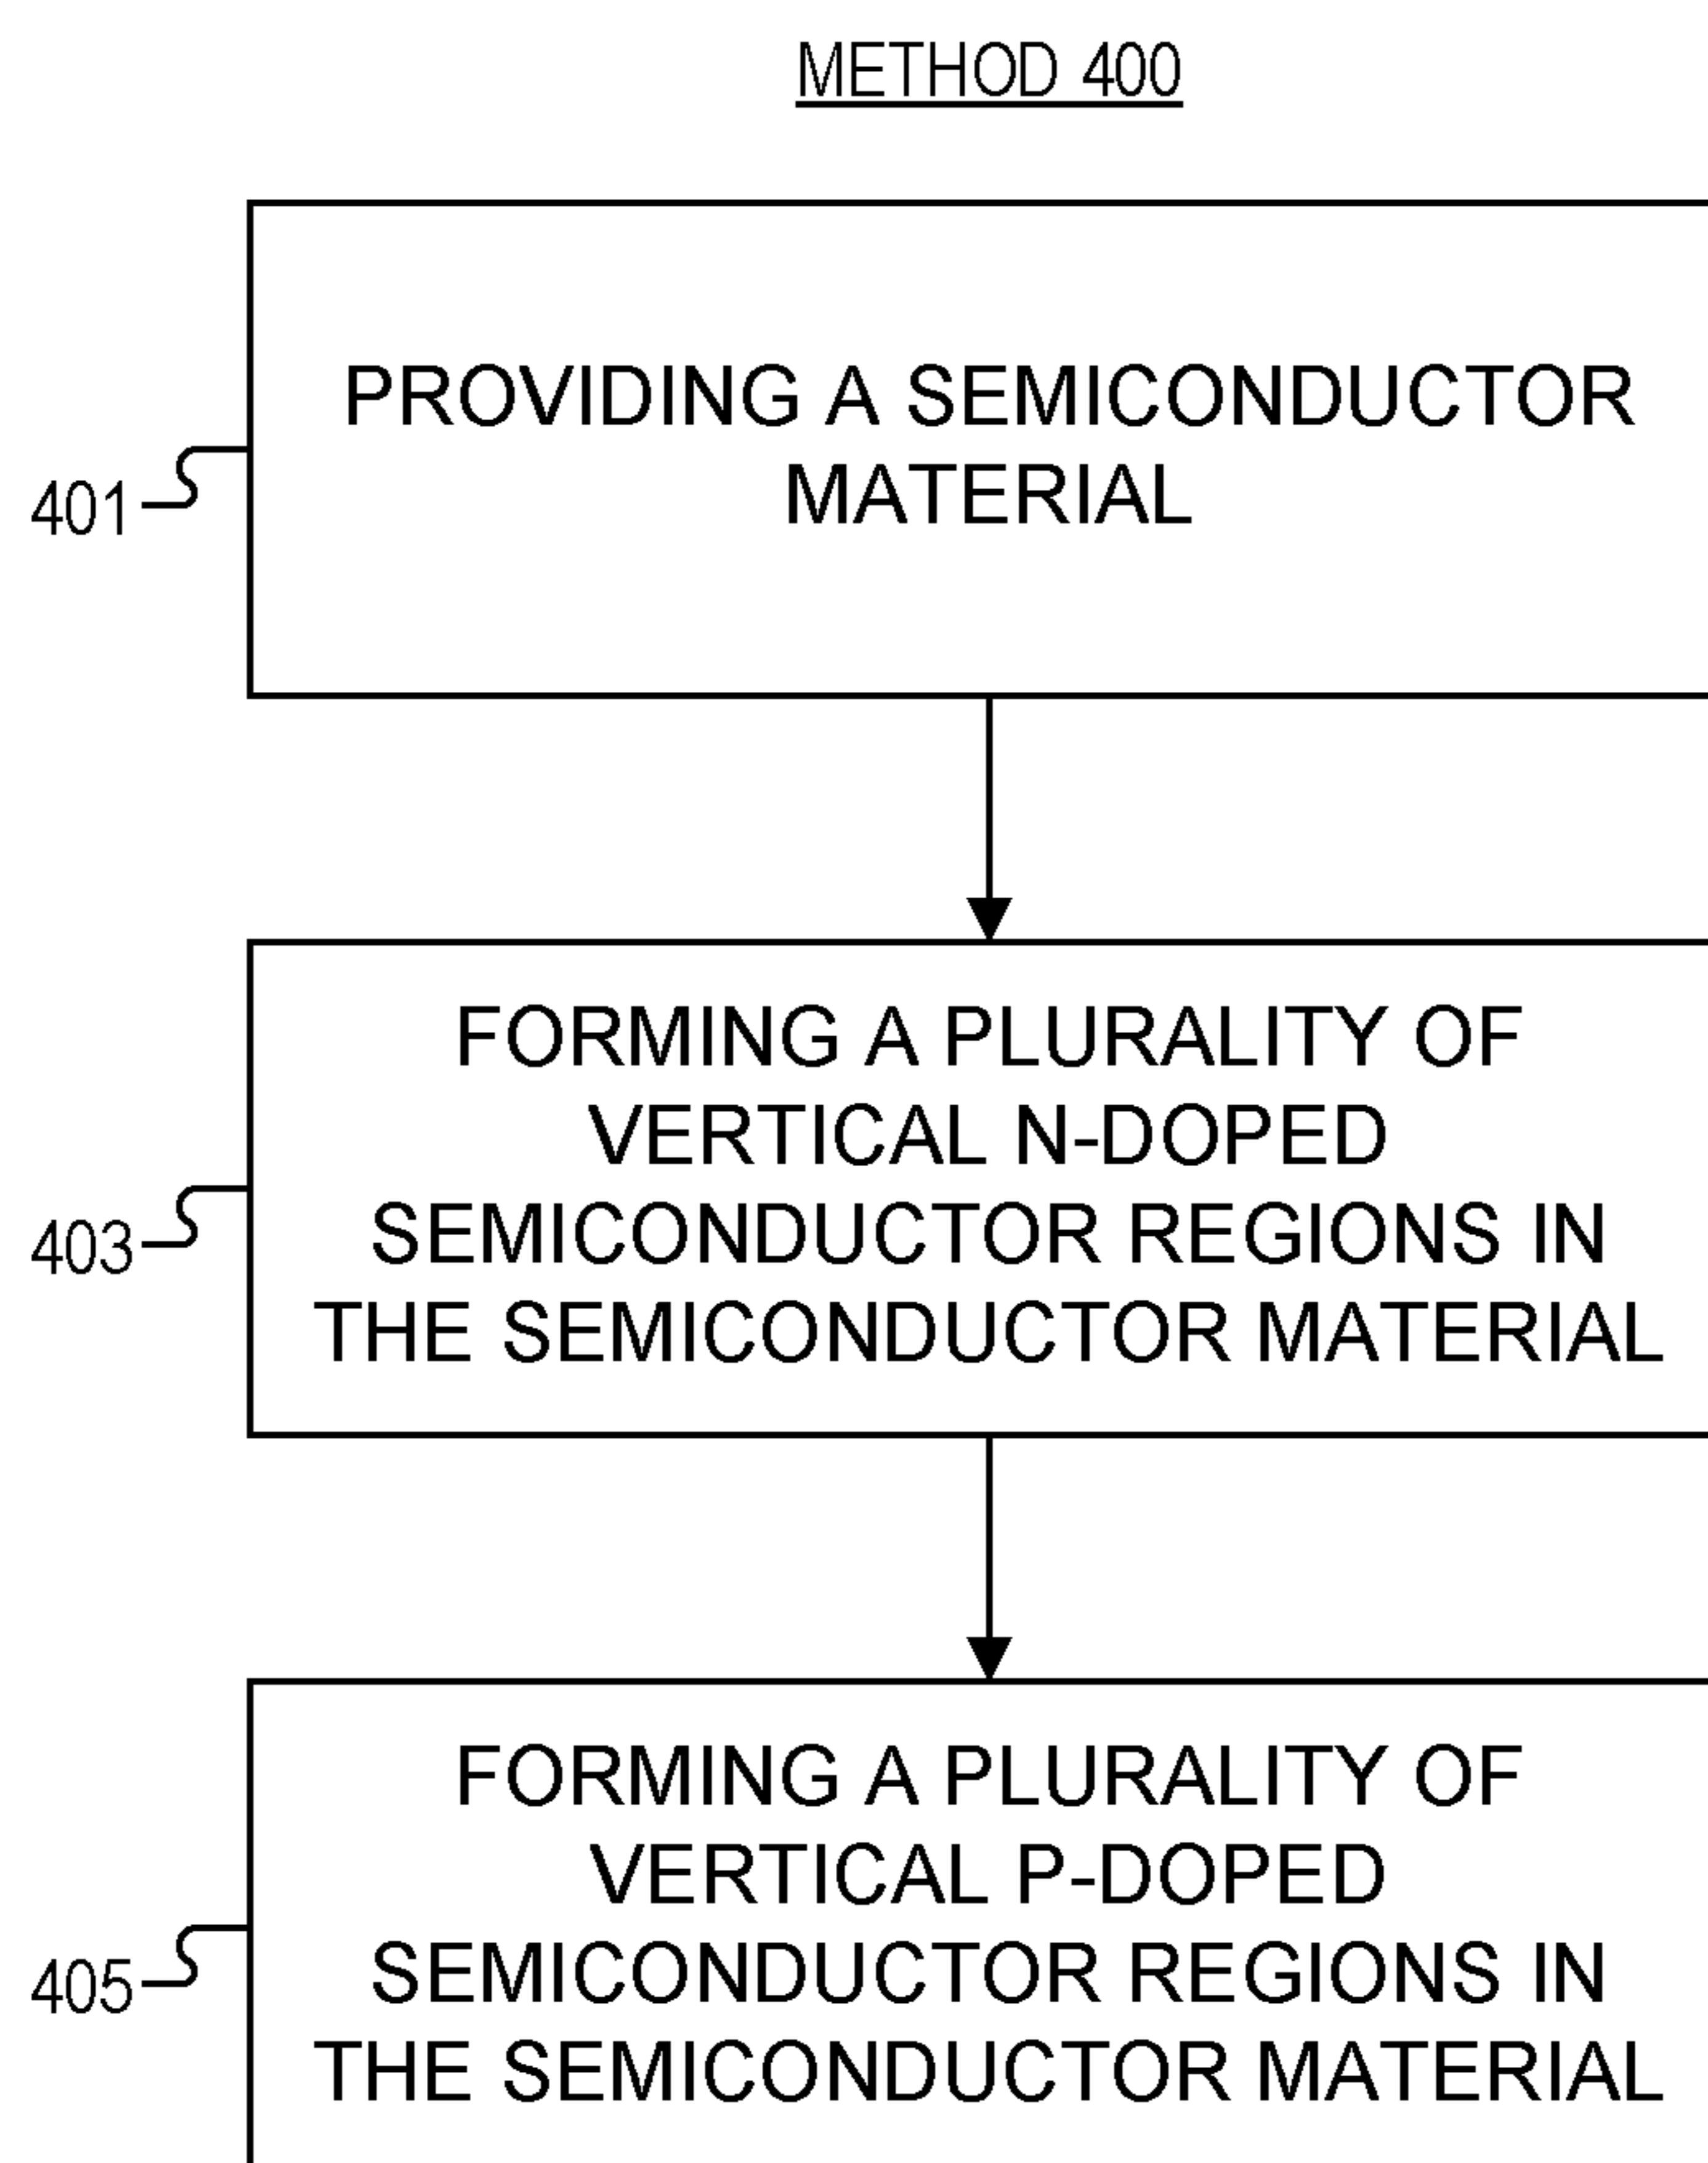 METHOD 400
PROVIDING A SEMICONDUCTOR
MATERIAL
401
FORMING A PLURALITY OF
VERTICAL N-DOPED
SEMICONDUCTOR REGIONS IN
THE SEMICONDUCTOR MATERIAL
403
FORMING A PLURALITY OF
VERTICAL P-DOPED
SEMICONDUCTOR REGIONS IN
THE SEMICONDUCTOR MATERIAL
405